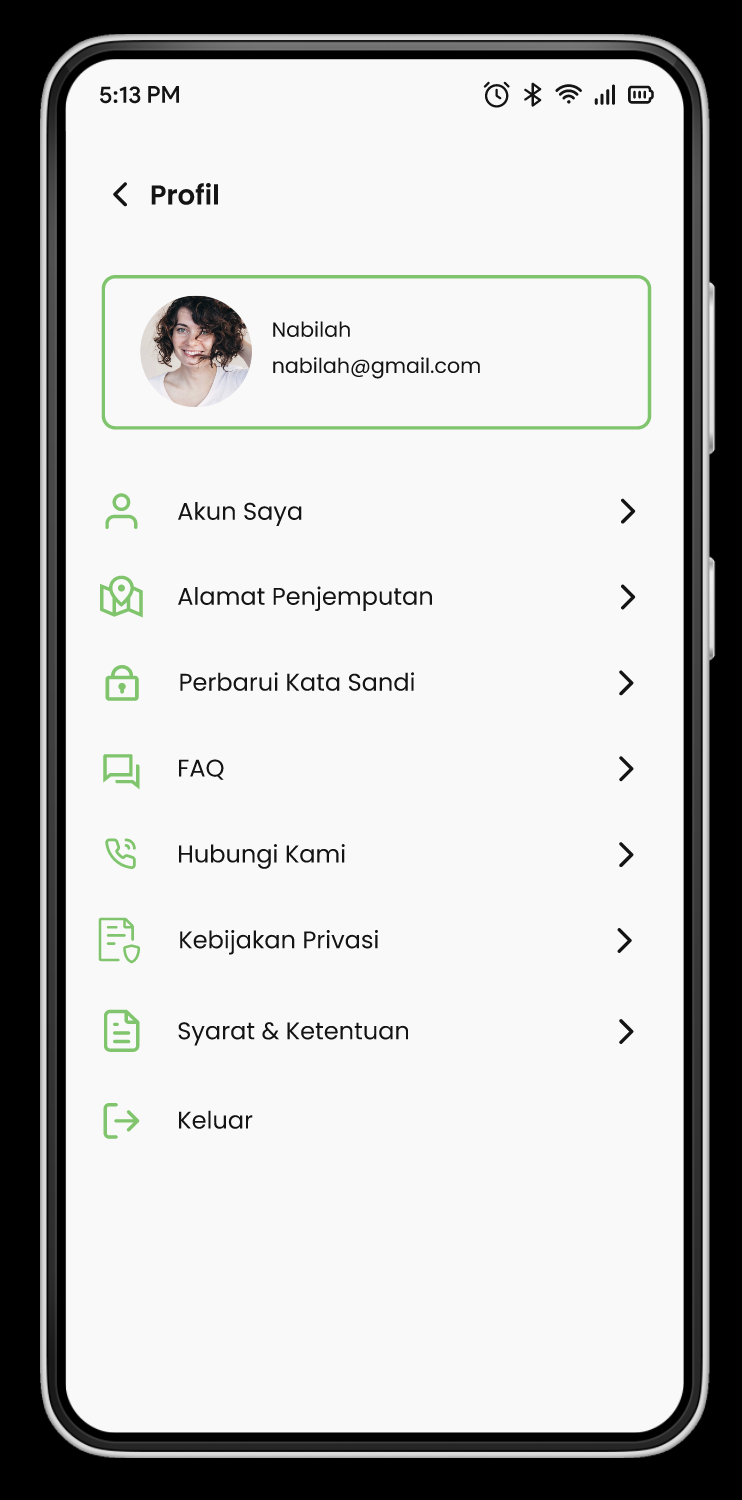 5:13 PM
Profil
Nabilah
nabilah@gmail.com
Akun Saya
Alamat Penjemputan
Perbarui Kata Sandi
FAQ
Hubungi Kami
Kebijakan Privasi
Syarat & Ketentuan
Keluar